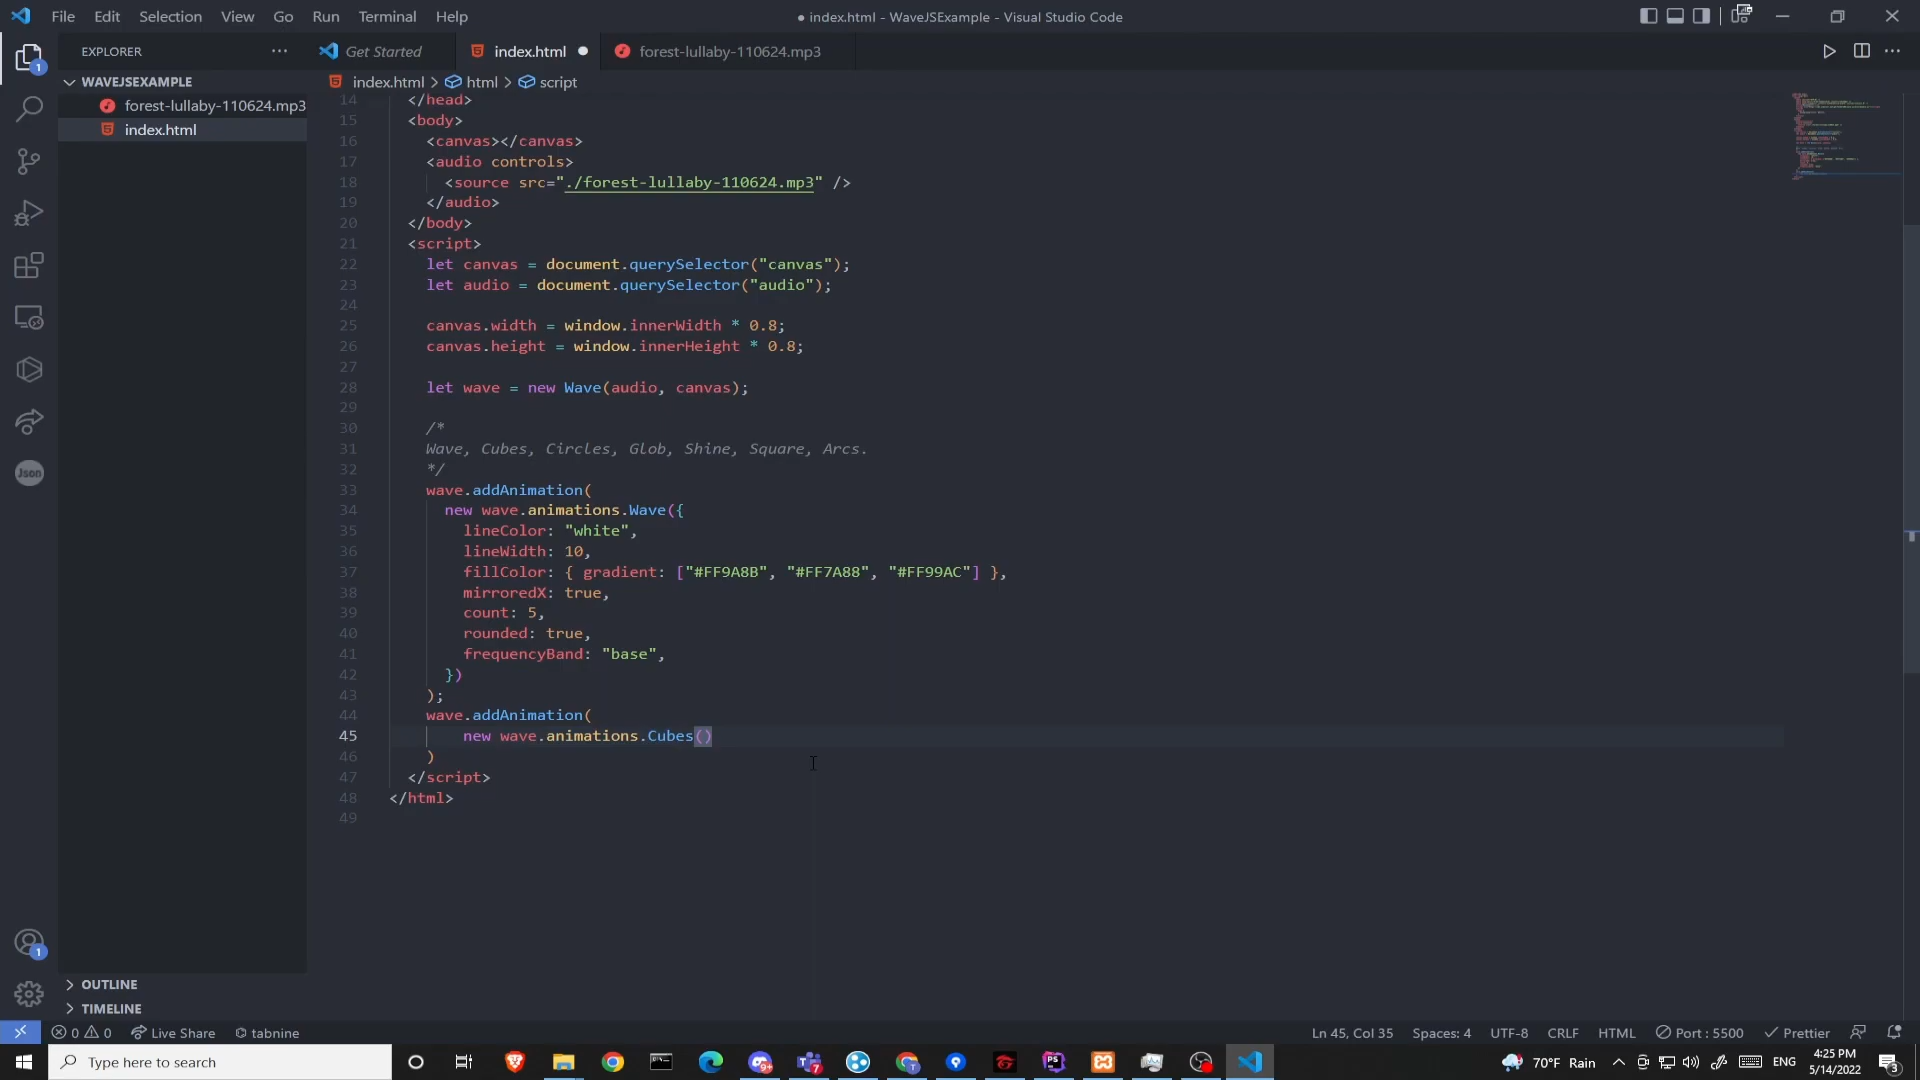 File Edit Selection View Go Run Terminal Help
● index.html - WaveJSExample - Visual Studio Code
EXPLORER
Get Started
index.html ●
forest-lullaby-110624.mp3
WAVEJSEXAMPLE
forest-lullaby-110624.mp3
index.html
index.html > html > script
14 </head>
15 <body>
16 <canvas></canvas>
17 <audio controls>
18 <source src="./forest-lullaby-110624.mp3" />
19 </audio>
20 </body>
21 <script>
22 let canvas = document.querySelector("canvas");
23 let audio = document.querySelector("audio");
24
25 canvas.width = window.innerWidth * 0.8;
26 canvas.height = window.innerHeight * 0.8;
27
28 let wave = new Wave(audio, canvas);
29
30 /*
31 Wave, Cubes, Circles, Glob, Shine, Square, Arcs.
32 */
33 wave.addAnimation(
34 new wave.animations.Wave({
35 lineColor: "white",
36 lineWidth: 10,
37 fillColor: { gradient: ["#FF9A8B", "#FF7A88", "#FF99AC"] },
38 mirroredX: true,
39 count: 5,
40 rounded: true,
41 frequencyBand: "base",
42 })
43 );
44 wave.addAnimation(
45 new wave.animations.Cubes()
46 )
47 </script>
48 </html>
49
1
Json
1
OUTLINE
TIMELINE
0 0 Live Share tabnine
Ln 45, Col 35 Spaces: 4 UTF-8 CRLF HTML Port : 5500 Prettier
Type here to search
9+
7
PS
70°F Rain
ENG
4:25 PM
5/14/2022
3